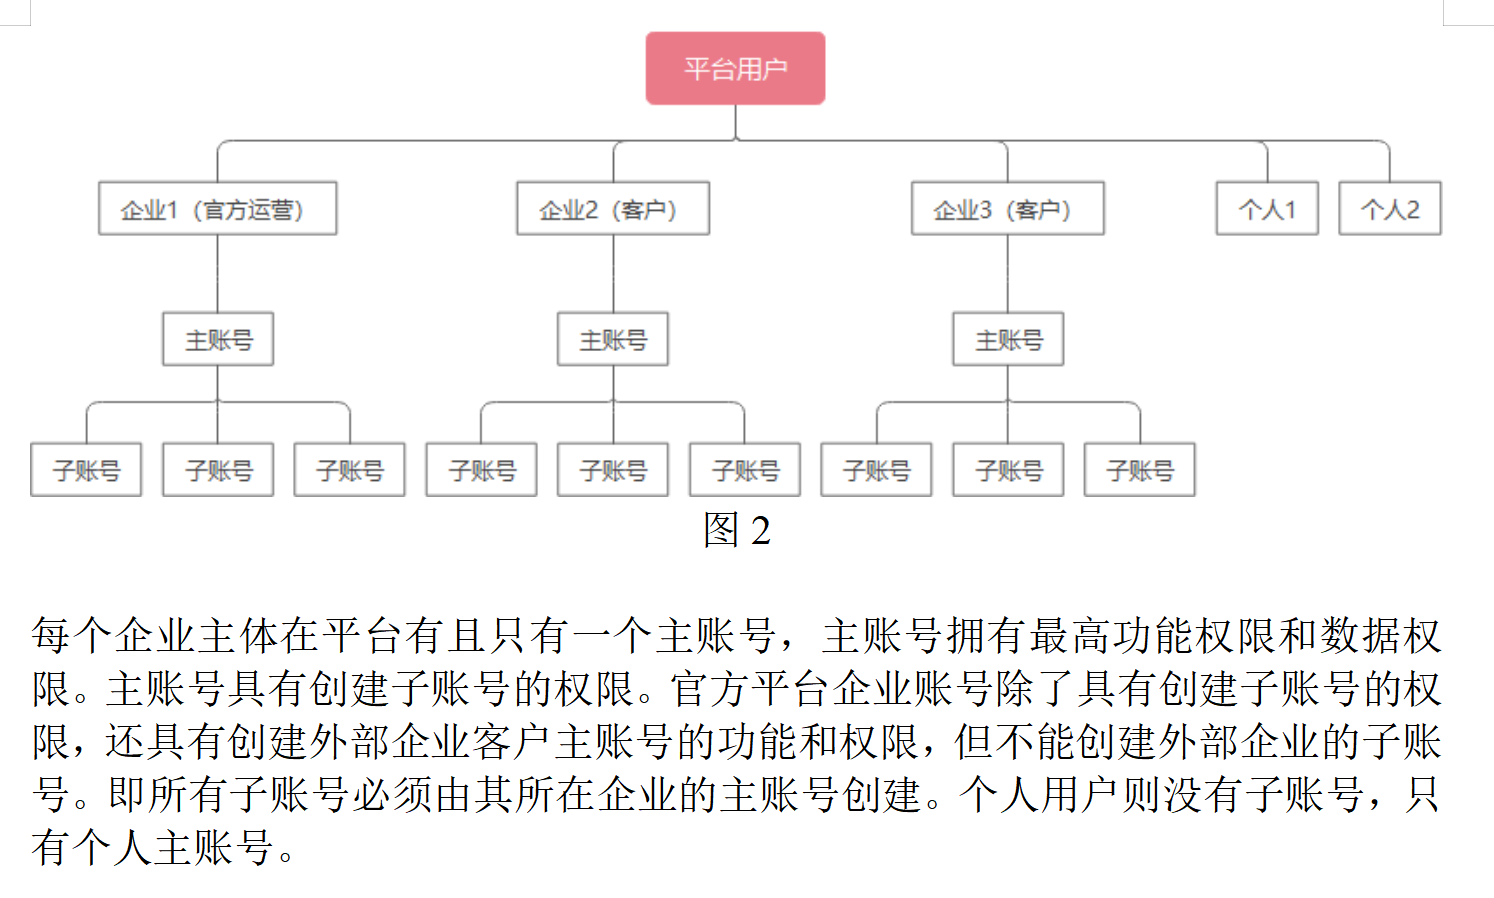 平台用户
企业1（官方运营）
企业2（客户）
企业3（客户）
个人1
个人2
主账号
主账号
主账号
子账号
子账号
子账号
子账号
子账号
子账号
子账号
子账号
子账号
图 2
每个企业主体在平台有且只有一个主账号，主账号拥有最高功能权限和数据权
限。主账号具有创建子账号的权限。官方平台企业账号除了具有创建子账号的权
限，还具有创建外部企业客户主账号的功能和权限，但不能创建外部企业的子账
号。即所有子账号必须由其所在企业的主账号创建。个人用户则没有子账号，只
有个人主账号。